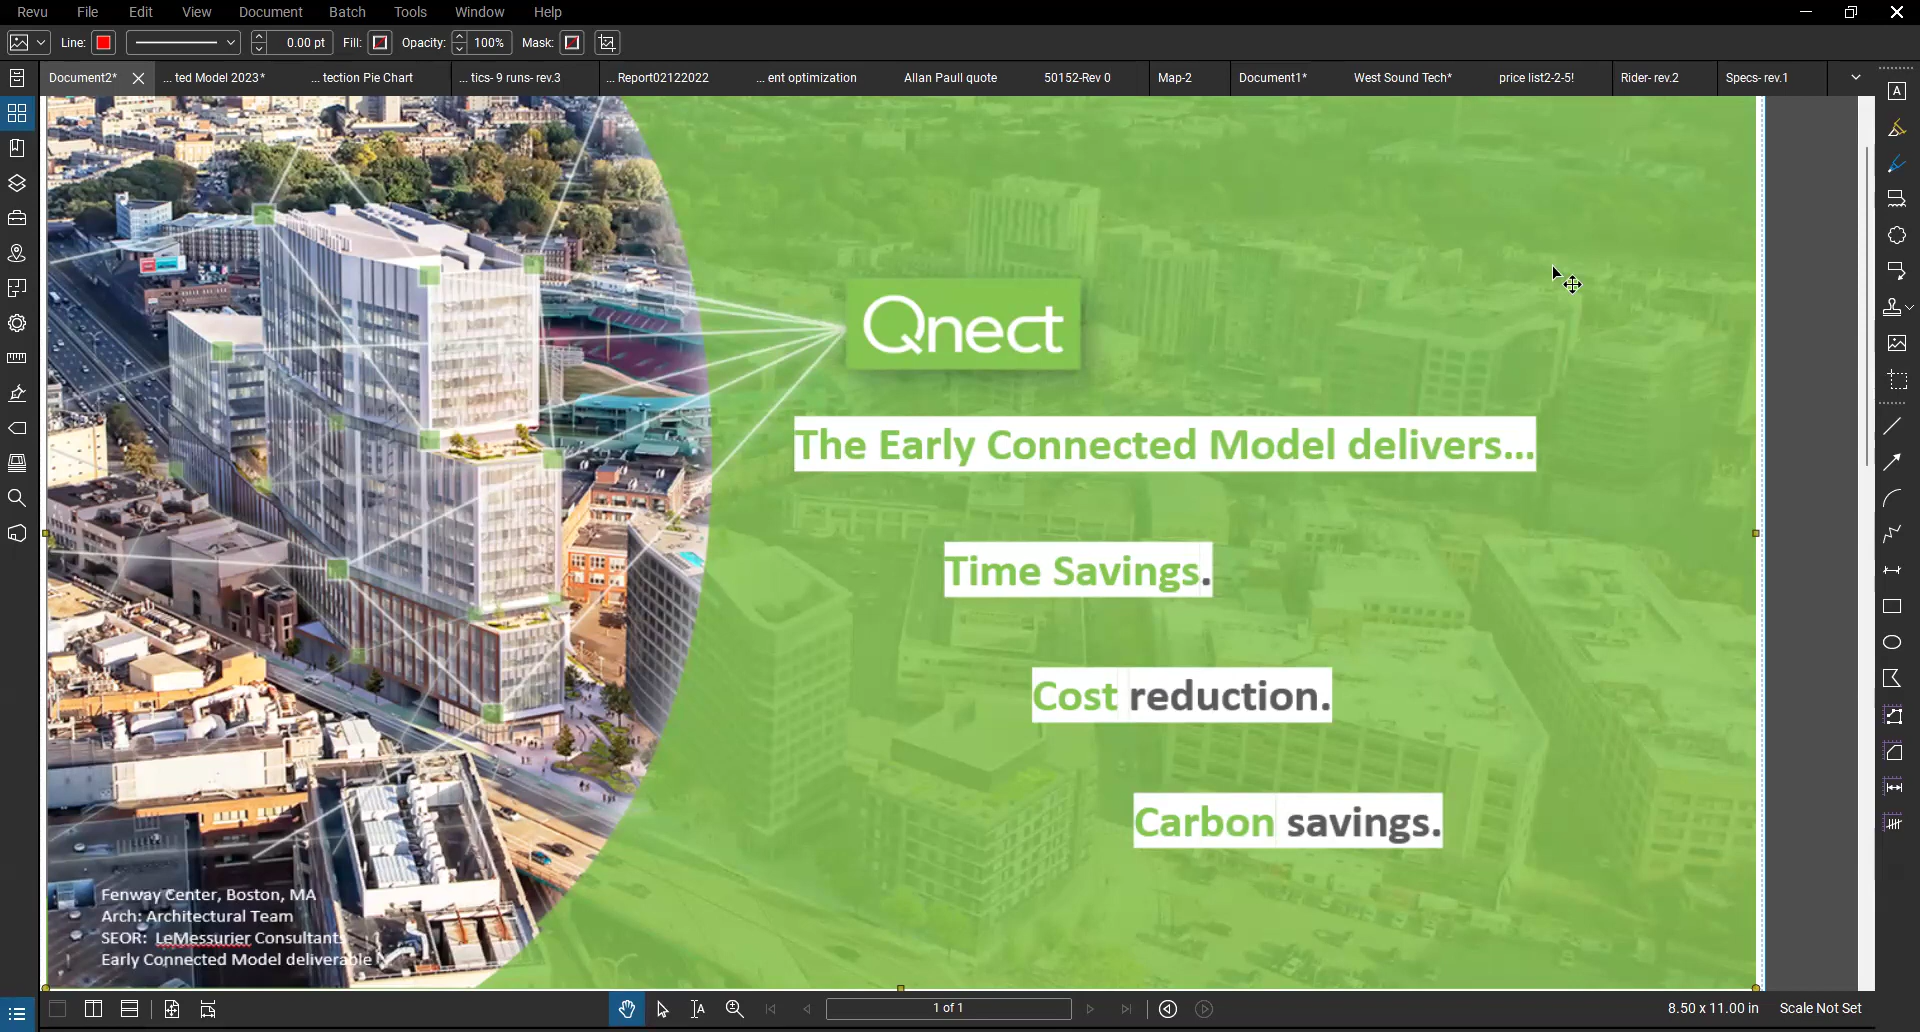 Revu File Edit View Document Batch Tools Window Help
Line: 0.00 pt Fill: Opacity: 100% Mask:
Document2* ... ted Model 2023* ... tection Pie Chart ... tics- 9 runs- rev.3 ... Report02122022 ... ent optimization Allan Paull quote 50152-Rev 0 Map-2 Document1* West Sound Tech* price list2-2-5! Rider- rev.2 Specs- rev.1
Qnect
The Early Connected Model delivers...
Time Savings.
Cost reduction.
Carbon savings.
Fenway Center, Boston, MA
Arch: Architectural Team
SEOR: LeMessurier Consultants
Early Connected Model deliverable
1 of 1
8.50 x 11.00 in Scale Not Set